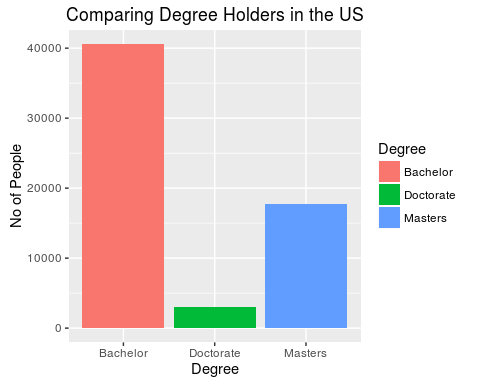 Comparing Degree Holders in the US
No of People
40000
30000
20000
10000
0
Bachelor Doctorate Masters
Degree
Degree
Bachelor
Doctorate
Masters